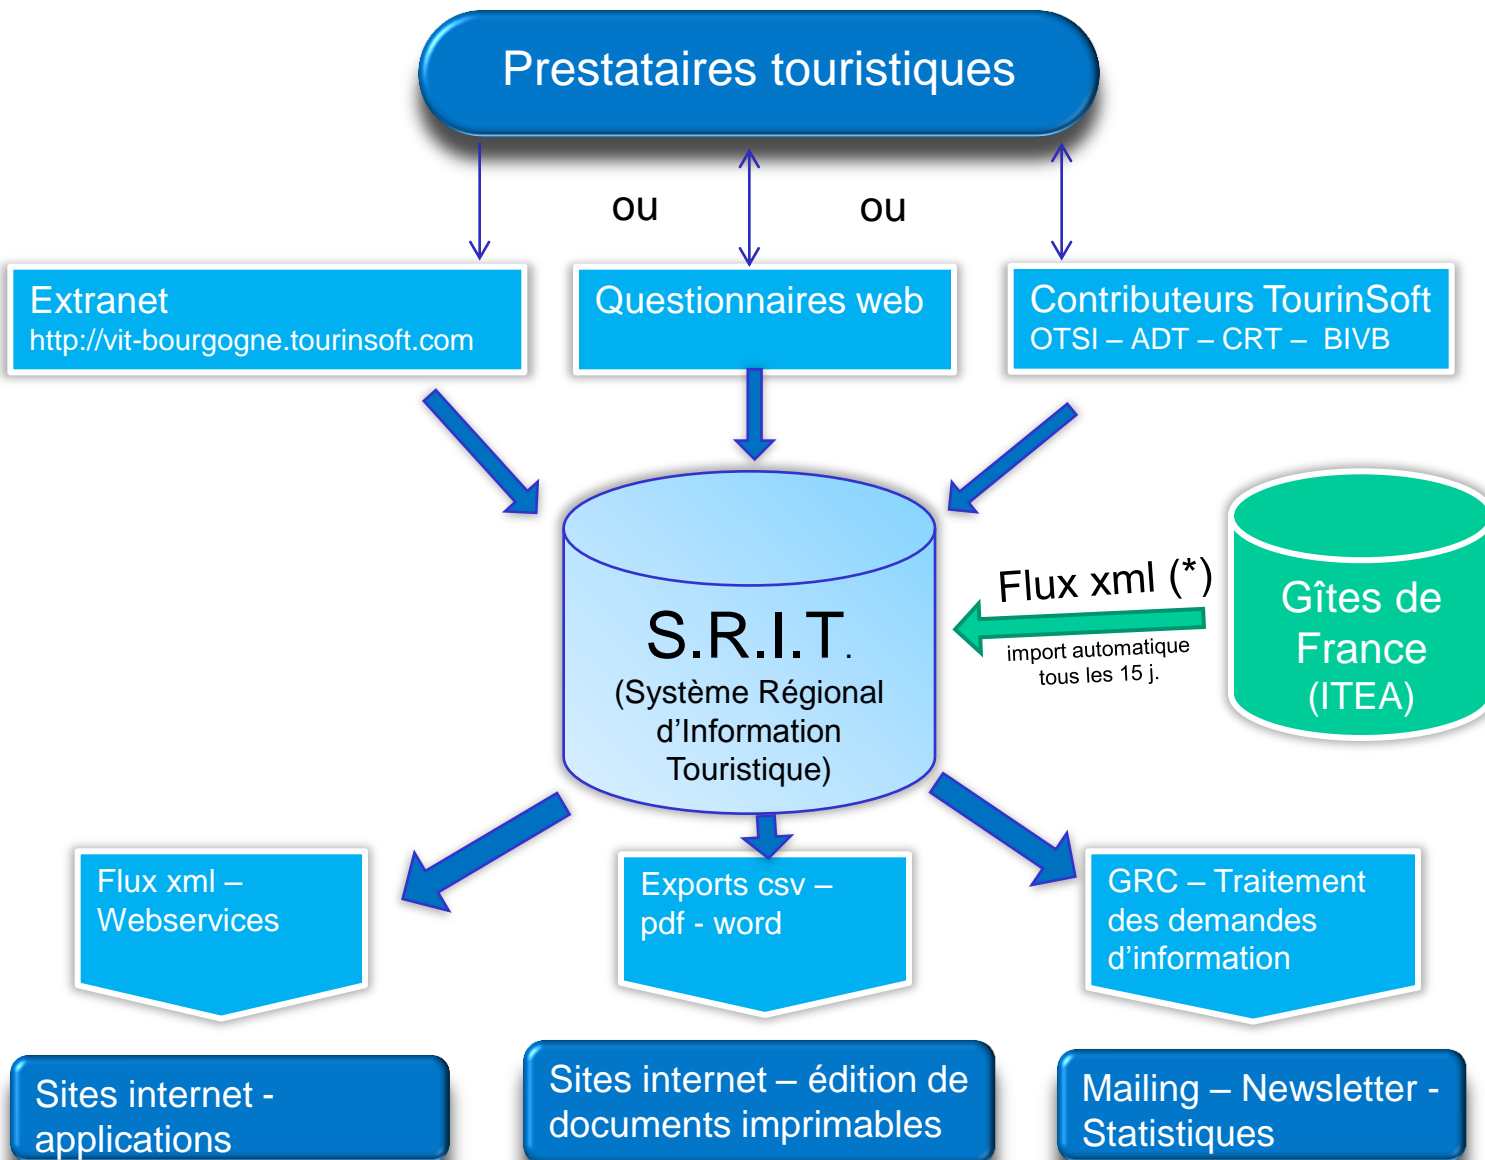 Prestataires touristiques
ou
ou
Extranet
http://vit-bourgogne.tourinsoft.com
Questionnaires web
Contributeurs TourinSoft
OTSI – ADT – CRT – BIVB
S.R.I.T.
(Système Régional
d’Information
Touristique)
Flux xml (*)
import automatique
tous les 15 j.
Gîtes de
France
(ITEA)
Flux xml –
Webservices
Exports csv –
pdf - word
GRC – Traitement
des demandes
d’information
Sites internet -
applications
Sites internet – édition de
documents imprimables
Mailing – Newsletter -
Statistiques